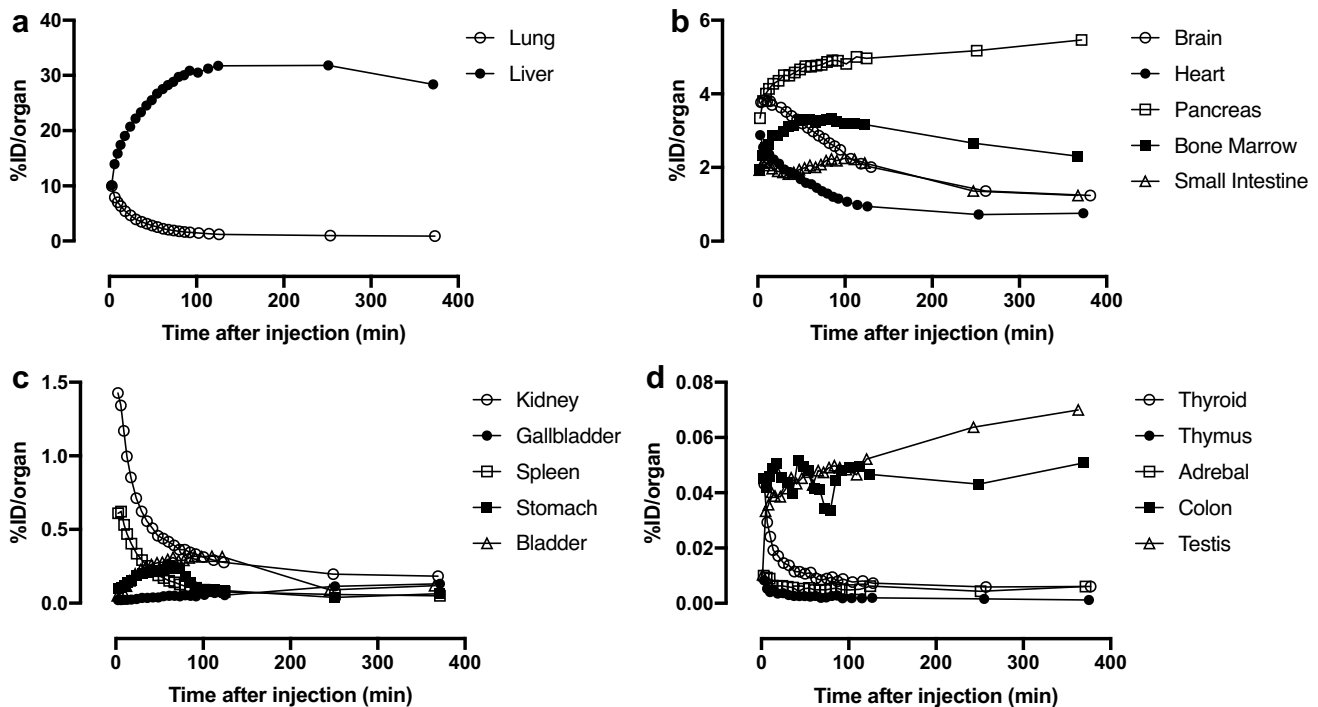 a
40
30
20
10
0
%ID/organ
Lung
Liver
0 100 200 300 400
Time after injection (min)
b
6
4
2
0
%ID/organ
Brain
Heart
Pancreas
Bone Marrow
Small Intestine
0 100 200 300 400
Time after injection (min)
c
1.5
1.0
0.5
0.0
%ID/organ
Kidney
Gallbladder
Spleen
Stomach
Bladder
0 100 200 300 400
Time after injection (min)
d
0.08
0.06
0.04
0.02
0.00
%ID/organ
Thyroid
Thymus
Adrebal
Colon
Testis
0 100 200 300 400
Time after injection (min)